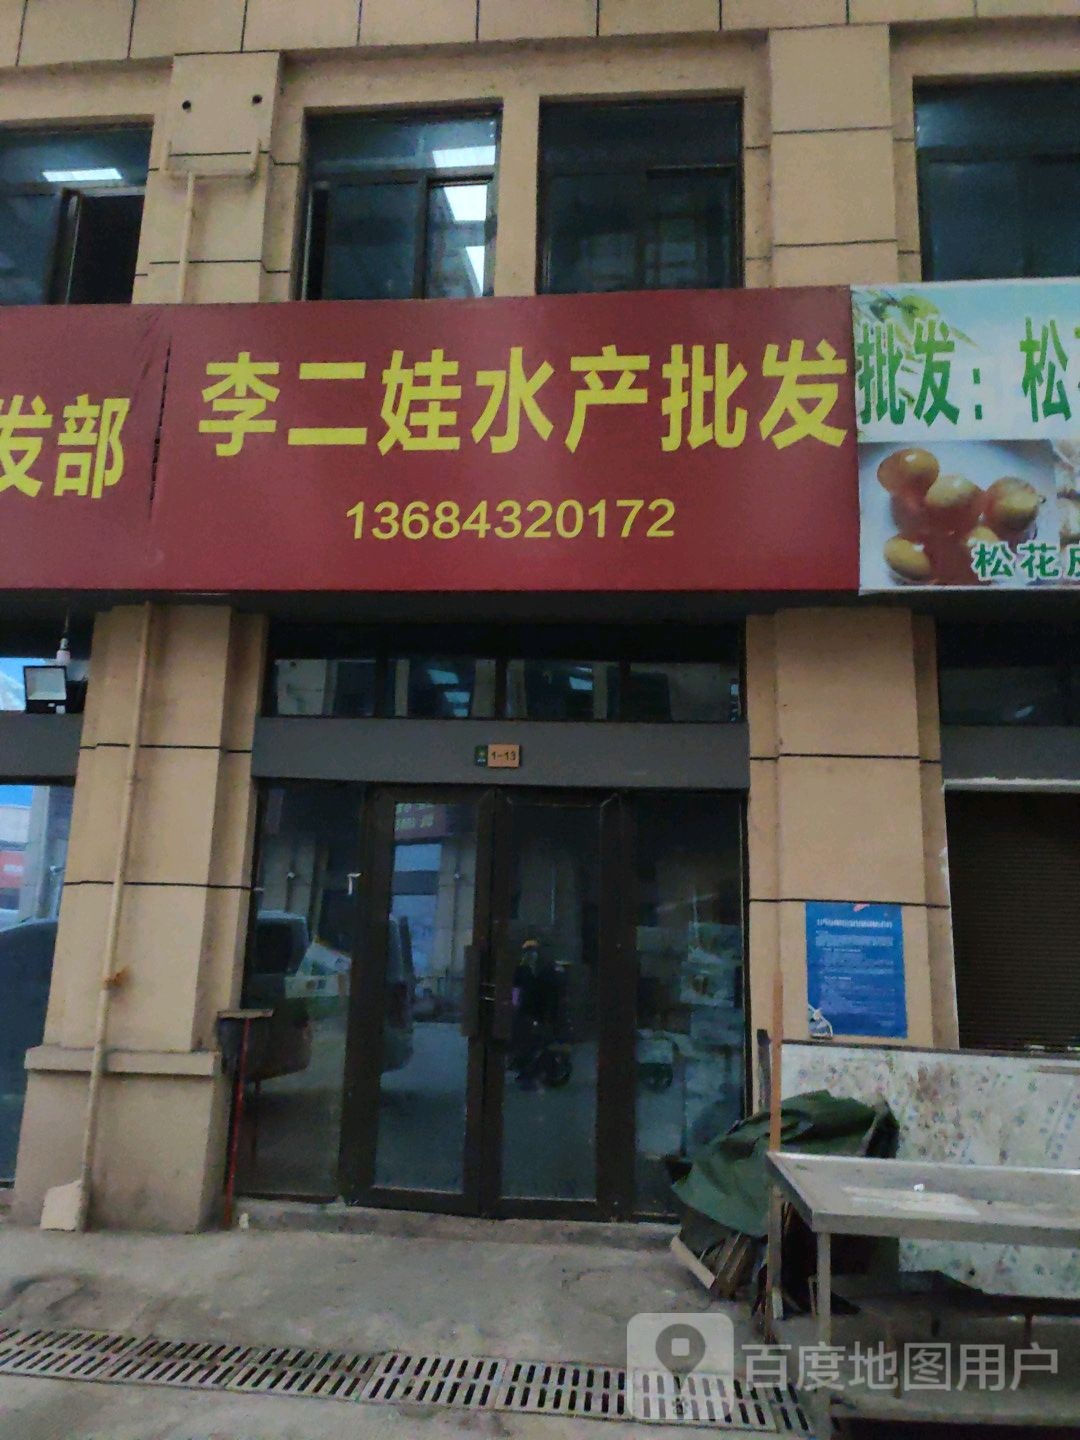 发部
李二娃水产批发
13684320172
批发：松
松花皮
1-13
百度地图用户